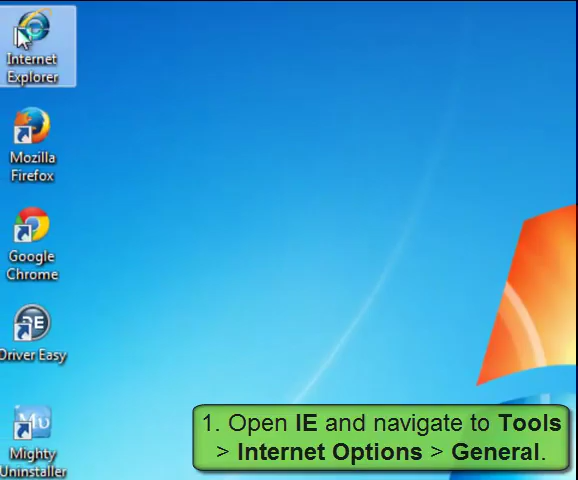 Internet
Explorer
Mozilla
Firefox
Google
Chrome
Driver Easy
Mighty
Uninstaller
1. Open IE and navigate to Tools
> Internet Options > General.